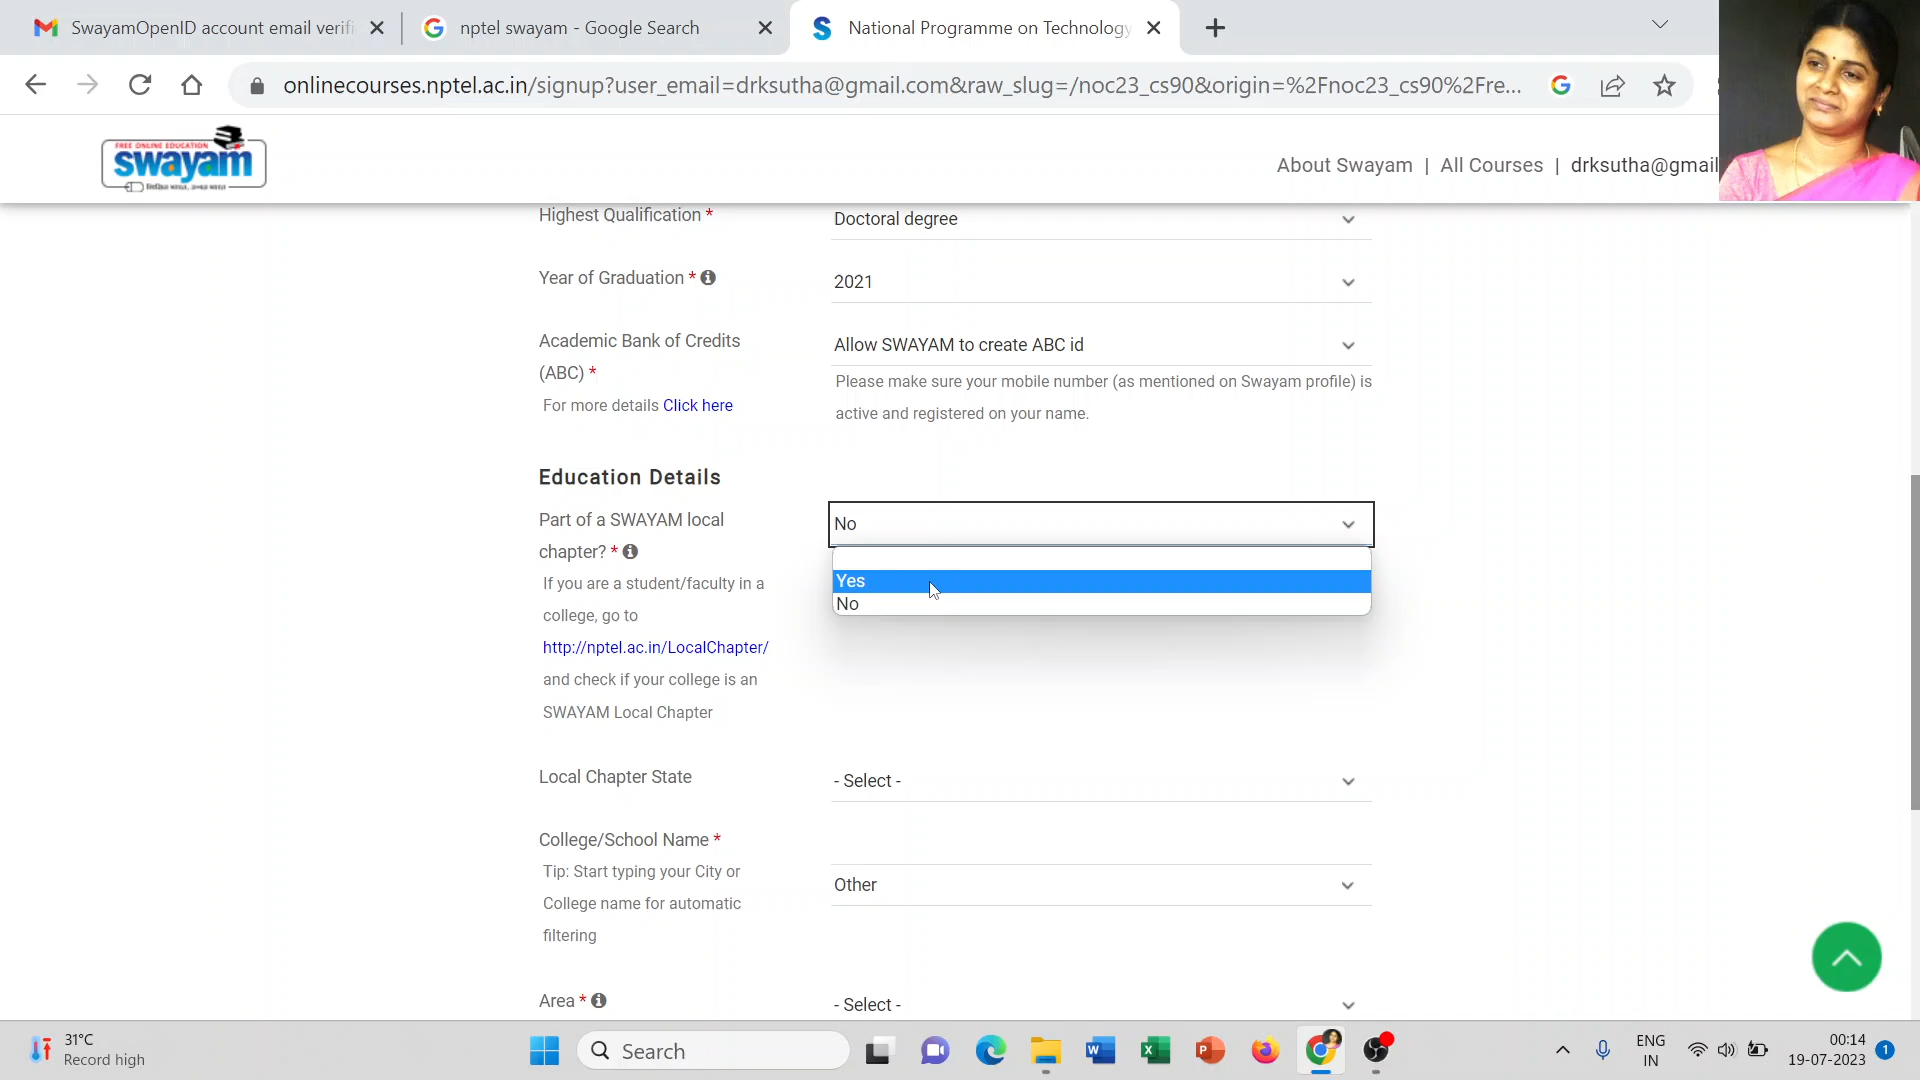 SwayamOpenID account email verifi
nptel swayam - Google Search
National Programme on Technology
onlinecourses.nptel.ac.in/signup?user_email=drksutha@gmail.com&raw_slug=/noc23_cs90&origin=%2Fnoc23_cs90%2Fre...
FREE ONLINE EDUCATION
swayam
About Swayam | All Courses | drksutha@gmail
Highest Qualification *
Doctoral degree
Year of Graduation *
2021
Academic Bank of Credits
(ABC) *
For more details Click here
Allow SWAYAM to create ABC id
Please make sure your mobile number (as mentioned on Swayam profile) is
active and registered on your name.
Education Details
Part of a SWAYAM local
chapter? *
If you are a student/faculty in a
college, go to
http://nptel.ac.in/LocalChapter/
and check if your college is an
SWAYAM Local Chapter
No
Yes
No
Local Chapter State
- Select -
College/School Name *
Tip: Start typing your City or
College name for automatic
filtering
Other
Area *
- Select -
31°C
Record high
Search
ENG
IN
00:14
19-07-2023
1